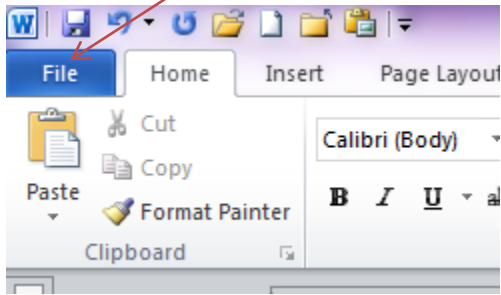 W
File Home Insert Page Layout
Cut
Calibri (Body)
Copy
Paste
B I U
Format Painter
Clipboard